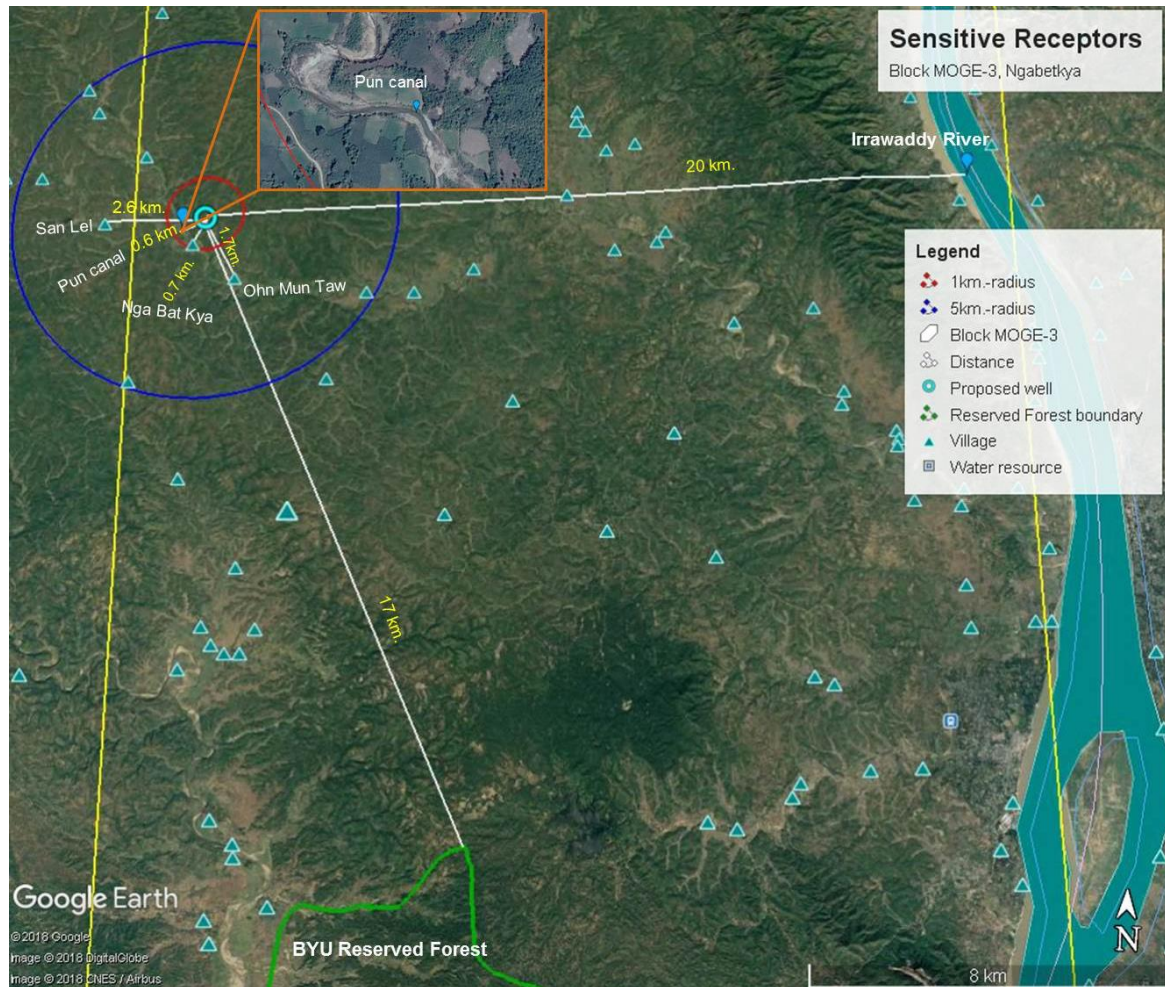 Sensitive Receptors
Block MOGE-3, Ngabetkya
Pun canal
Irrawaddy River
20 km.
2.6 km.
San Lel
0.6 km.
1.7km.
Pun canal
0.7 km.
Ohn Mun Taw
Nga Bat Kya
Legend
1km.-radius
5km.-radius
Block MOGE-3
Distance
Proposed well
Reserved Forest boundary
Village
Water resource
17 km.
BYU Reserved Forest
Google Earth
© 2018 Google
Image © 2018 DigitalGlobe
Image © 2018 CNES / Airbus
N
8 km